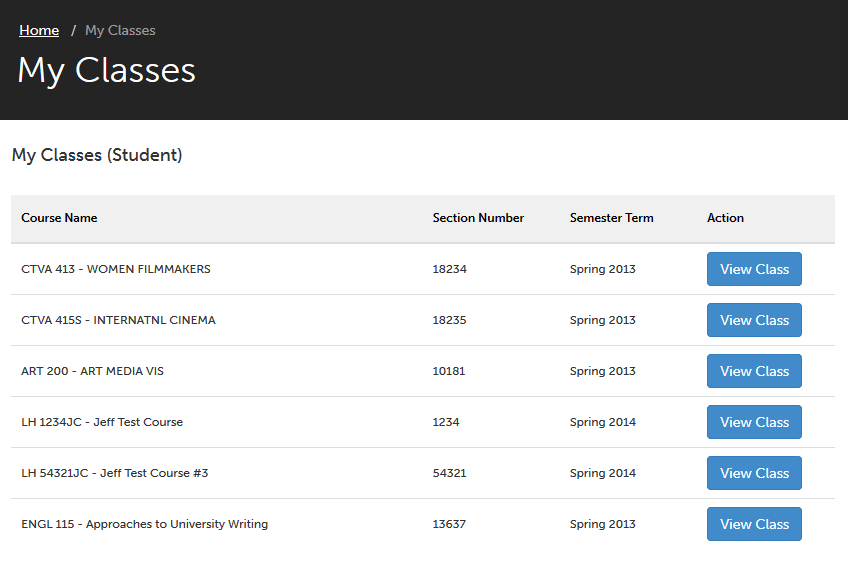 Home / My Classes
My Classes
My Classes (Student)
Course Name Section Number Semester Term Action
CTVA 413 - WOMEN FILMMAKERS 18234 Spring 2013 View Class
CTVA 415S - INTERNATNL CINEMA 18235 Spring 2013 View Class
ART 200 - ART MEDIA VIS 10181 Spring 2013 View Class
LH 1234JC - Jeff Test Course 1234 Spring 2014 View Class
LH 54321JC - Jeff Test Course #3 54321 Spring 2014 View Class
ENGL 115 - Approaches to University Writing 13637 Spring 2013 View Class